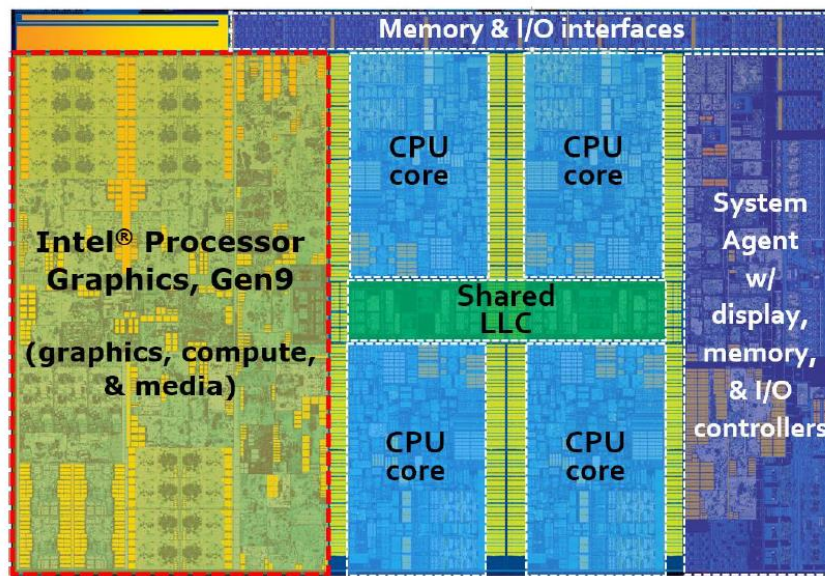 Memory & I/O interfaces
CPU
core
CPU
core
Intel® Processor
Graphics, Gen9
(graphics, compute,
& media)
Shared
LLC
System
Agent
w/
display,
memory,
& I/O
controllers
CPU
core
CPU
core